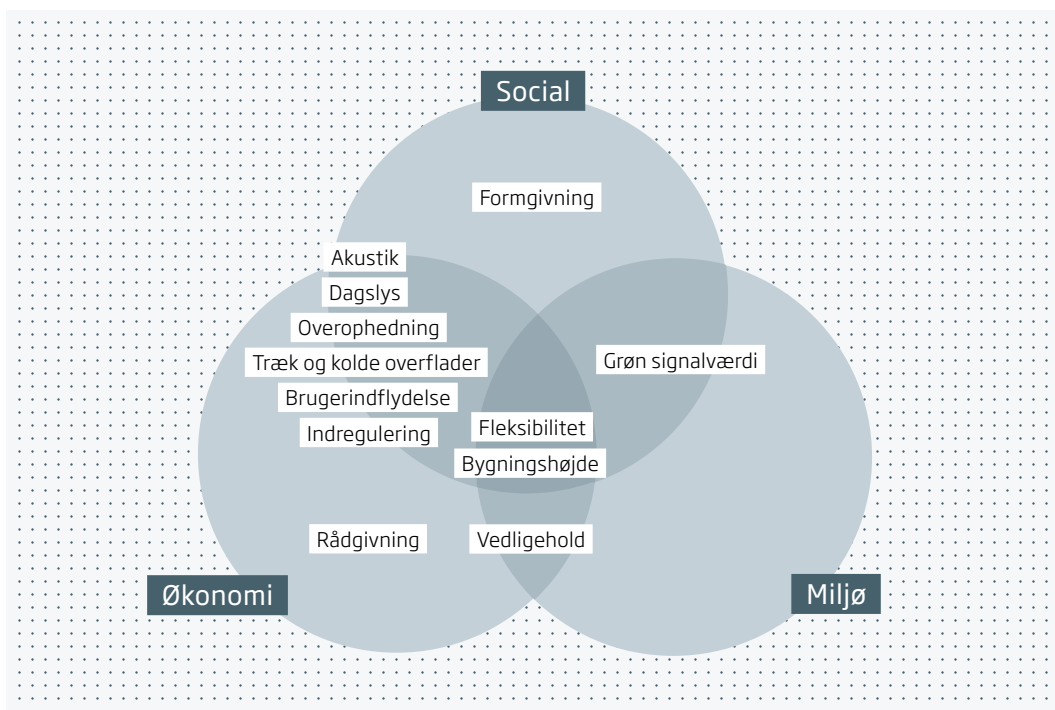 Social
Formgivning
Akustik
Dagslys
Overophedning
Træk og kolde overflader
Grøn signalværdi
Brugerindflydelse
Indregulering
Fleksibilitet
Bygningshøjde
Rådgivning
Vedligehold
Økonomi
Miljø